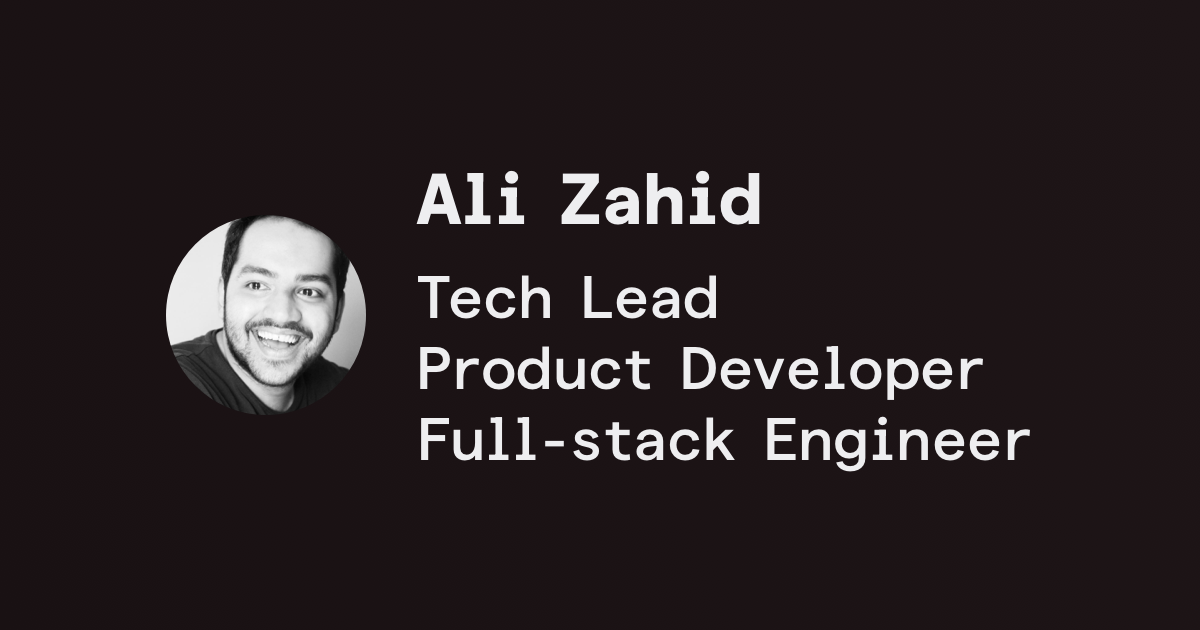 Ali Zahid
Tech Lead
Product Developer
Full-stack Engineer